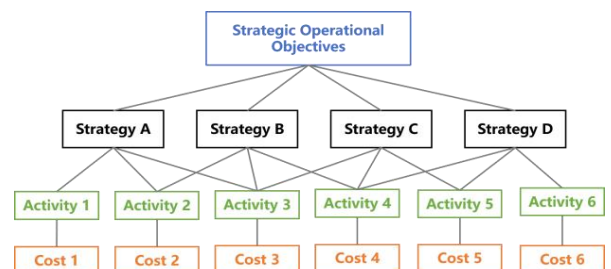 Strategic Operational
Objectives
Strategy A
Strategy B
Strategy C
Strategy D
Activity 1
Activity 2
Activity 3
Activity 4
Activity 5
Activity 6
Cost 1
Cost 2
Cost 3
Cost 4
Cost 5
Cost 6